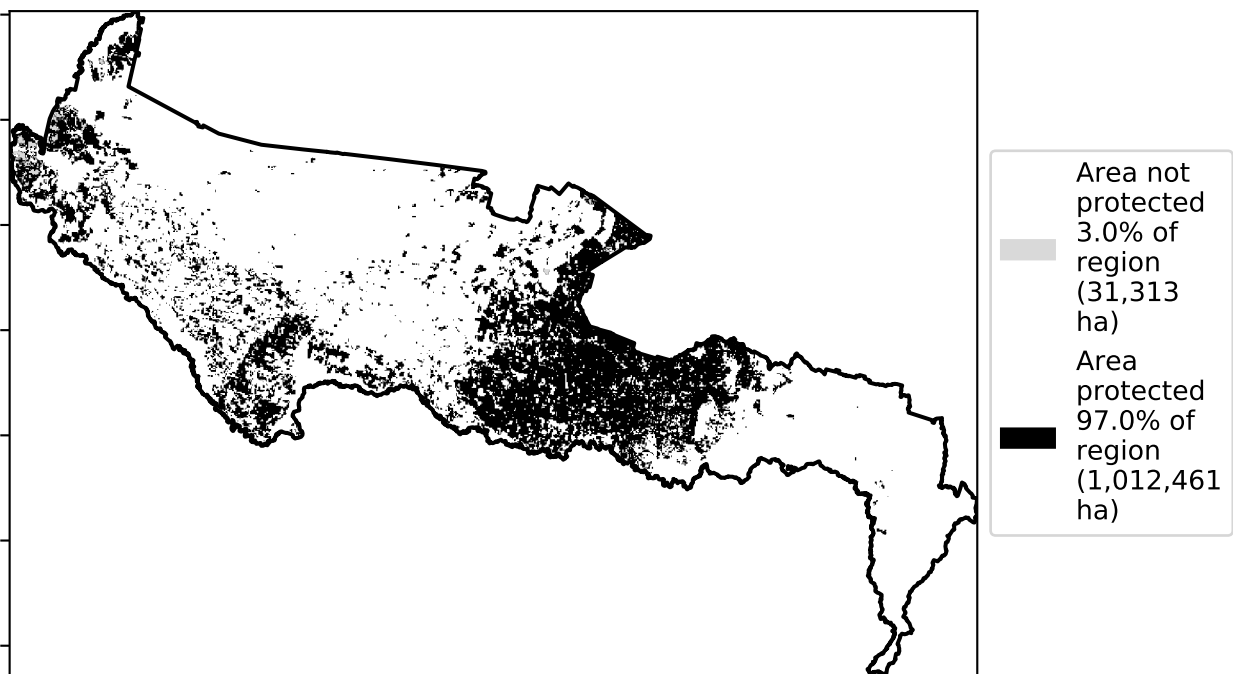 Area not
protected
3.0% of
region
(31,313
ha)
Area
protected
97.0% of
region
(1,012,461
ha)